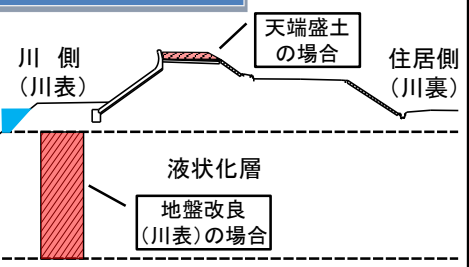 天端盛土
の場合
川 側
（川表）
住居側
（川裏）
液状化層
地盤改良
（川表）の場合